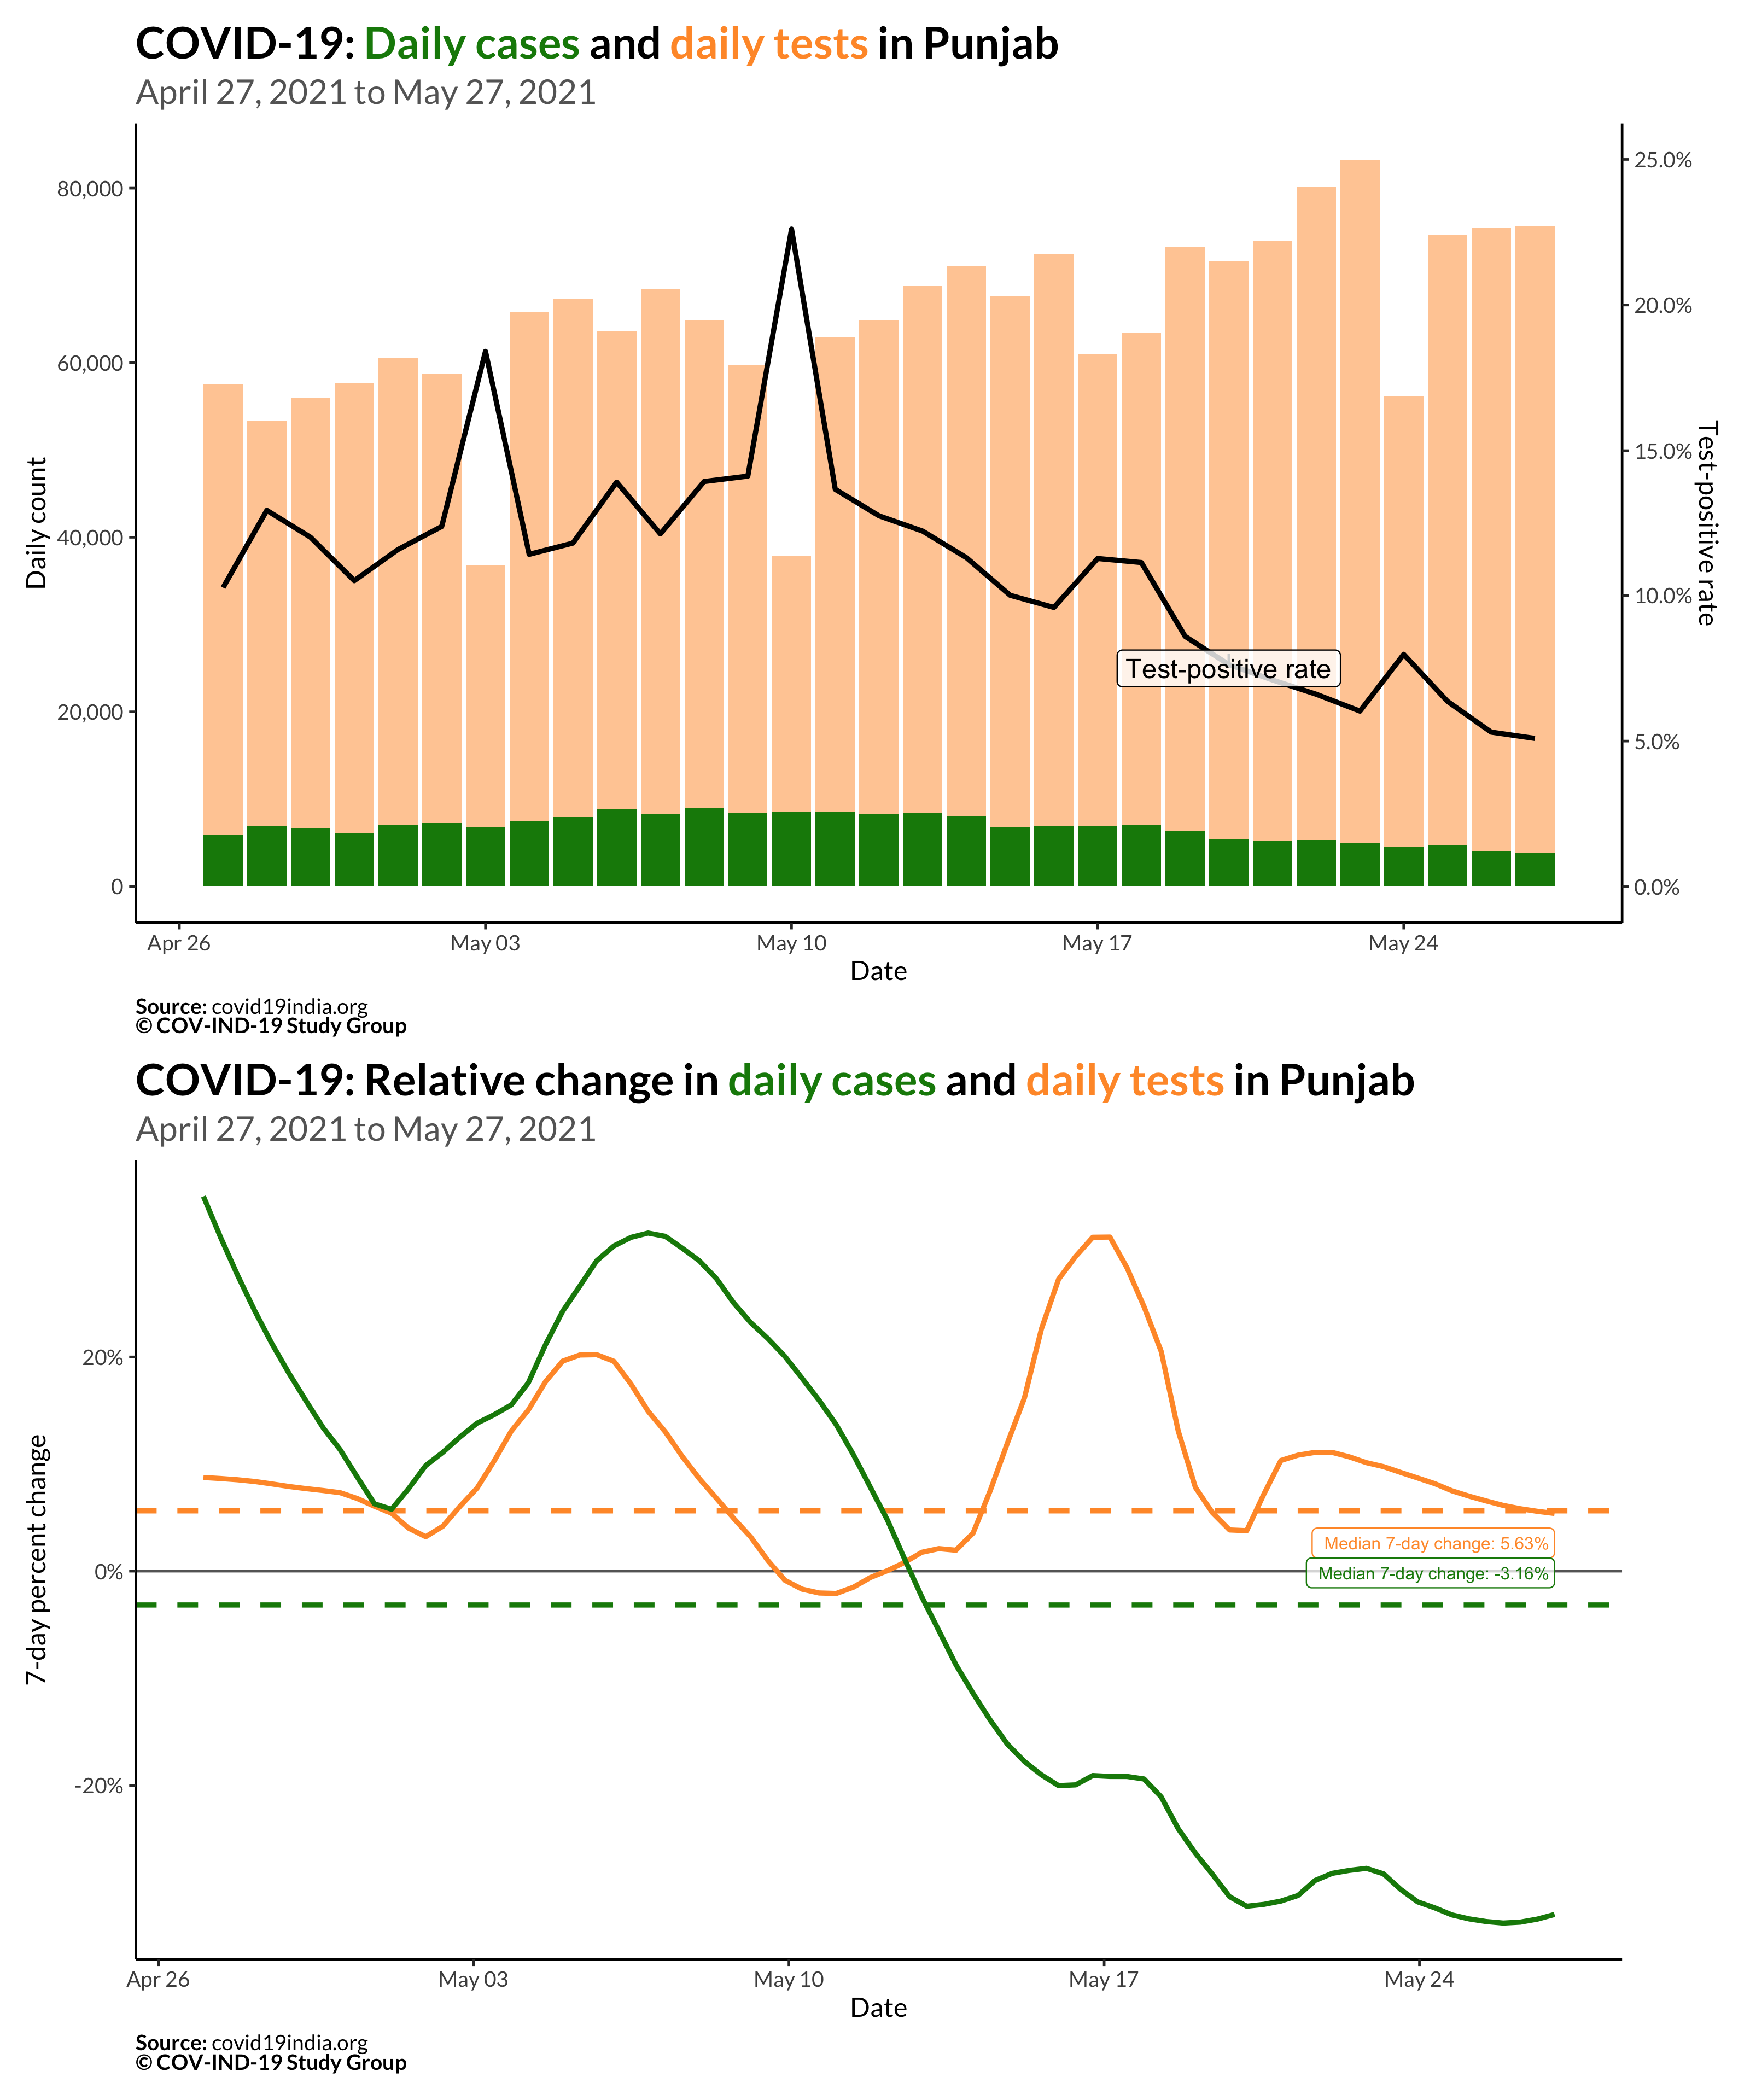 COVID-19: Daily cases and daily tests in Punjab
April 27, 2021 to May 27, 2021
Daily count
80,000
60,000
40,000
20,000
0
25.0%
20.0%
15.0%
10.0%
5.0%
0.0%
Test-positive rate
Test-positive rate
Apr 26
May 03
May 10
May 17
May 24
Date
Source: covid19india.org
© COV-IND-19 Study Group
COVID-19: Relative change in daily cases and daily tests in Punjab
April 27, 2021 to May 27, 2021
7-day percent change
20%
0%
-20%
Median 7-day change: 5.63%
Median 7-day change: -3.16%
Apr 26
May 03
May 10
May 17
May 24
Date
Source: covid19india.org
© COV-IND-19 Study Group